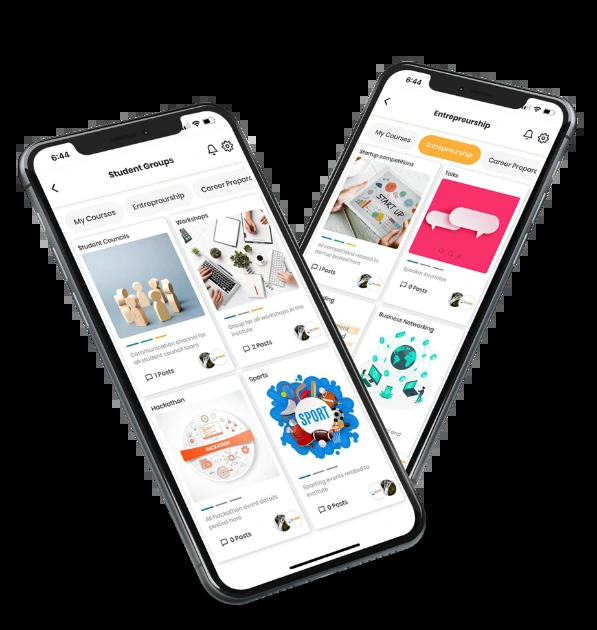 6:44
Student Groups
My Courses
Entreprourship
Career Prepara
Student Councils
Workshops
Communication channel for
all student council team
1 Posts
Group for all workshops in the
institute
2 Posts
Hackathon
Sports
HACKATHON
SPORT
All hackathon event details
posted here
0 Posts
Sporting events related to
institute
0 Posts
6:44
Entreprourship
My Courses
Entreprourship
Career Prepara
Startup competitions
Talks
START UP
All competitions related to
startup posted here
1 Posts
Speaker keynotes
0 Posts
ding
Business Networking
and